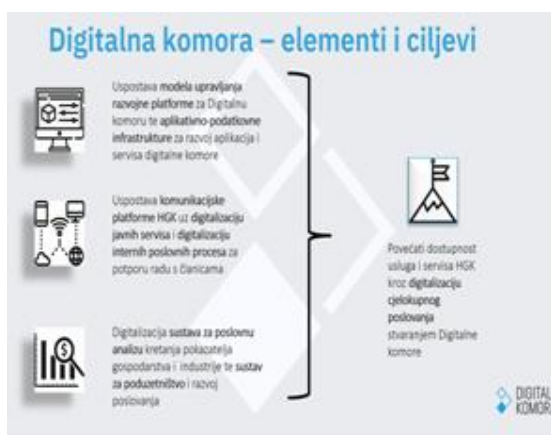 Digitalna komora – elementi i ciljevi
Uspostava modela upravljanja
razvojne platforme za Digitalnu
komoru te aplikativno-podatkovne
infrastrukture za razvoj aplikacija i
servisa digitalne komore
Uspostava komunikacijske
platforme HGK uz digitalizaciju
javnih servisa i digitalizaciju
internih poslovnih procesa za
potporu radu s članicama
Digitalizacija sustava za poslovnu
analizu kretanja pokazatelja
gospodarstva i industrije te sustav
za poduzetništvo i razvoj
poslovanja
Povećati dostupnost
usluga i servisa HGK
kroz digitalizaciju
cjelokupnog
poslovanja
stvaranjem Digitalne
komore
DIGITAL
KOMOR